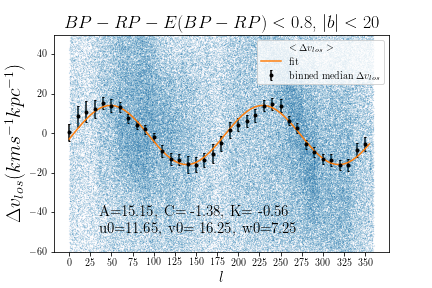 BP − RP − E(BP − RP) < 0.8, |b| < 20
< Δv_los >
fit
binned median Δv_los
Δv_los(kms⁻¹kpc⁻¹)
40
20
0
−20
−40
−60
A=15.15, C= -1.38, K= -0.56
u0=11.65, v0= 16.25, w0=7.25
0 25 50 75 100 125 150 175 200 225 250 275 300 325 350
l